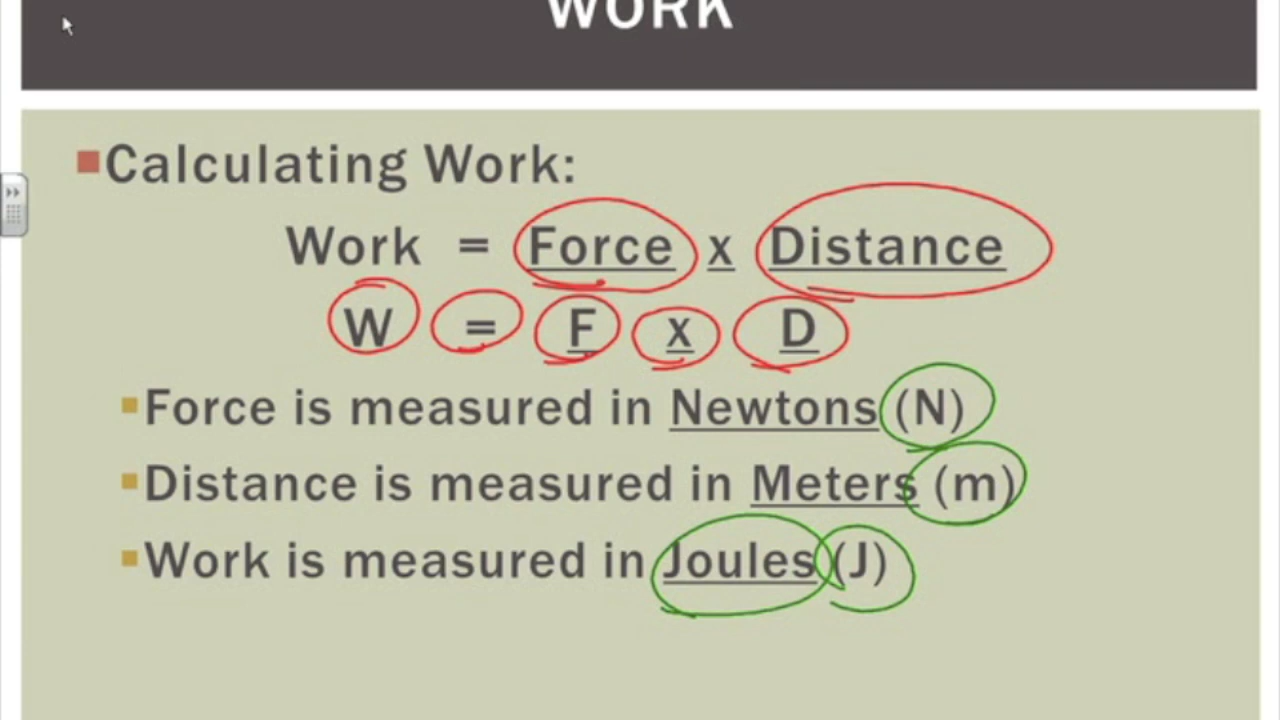 WORK
Calculating Work:
Work = Force x Distance
W = F x D
Force is measured in Newtons (N)
Distance is measured in Meters (m)
Work is measured in Joules (J)